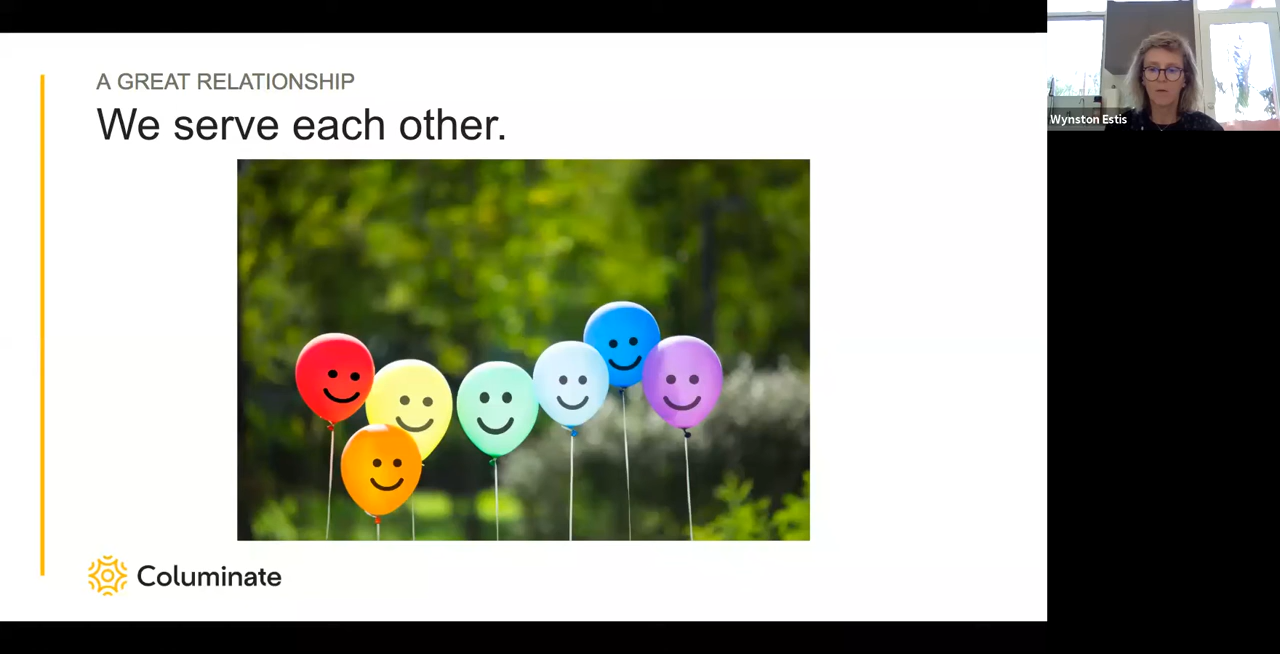 A GREAT RELATIONSHIP
We serve each other.
Columinate
Wynston Estis